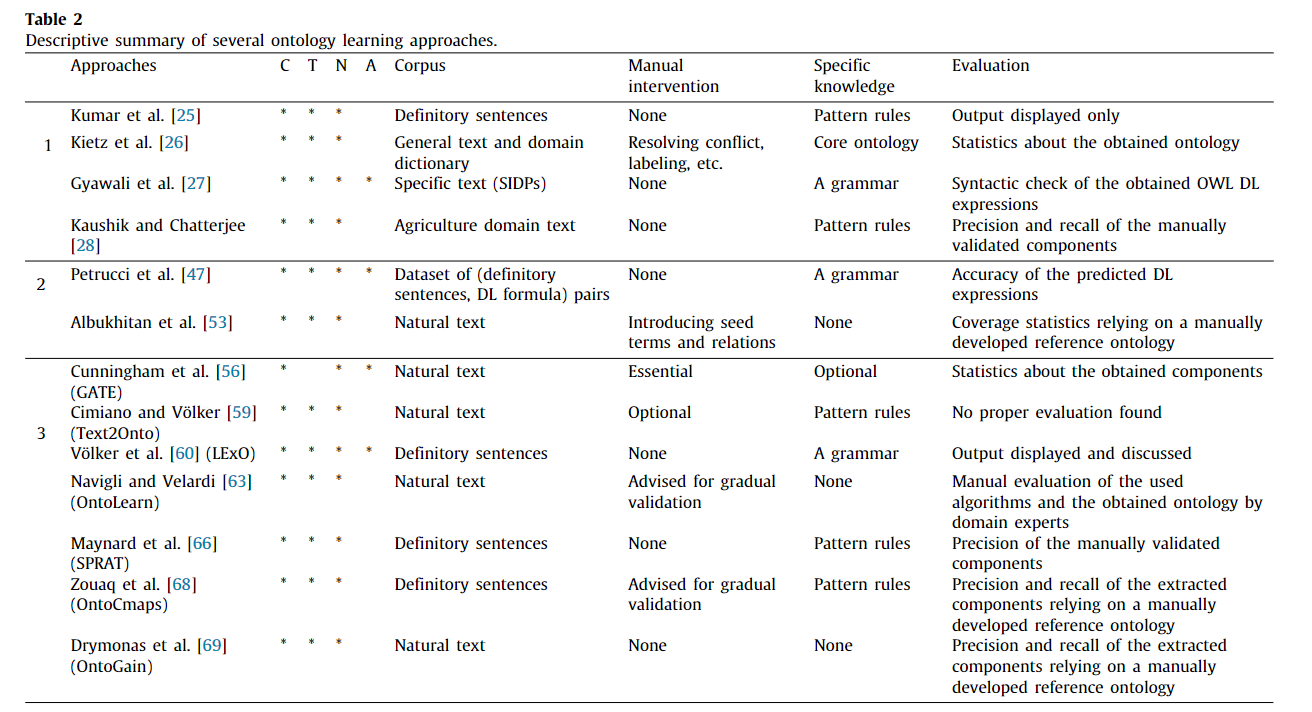 Table 2
Descriptive summary of several ontology learning approaches.
Approaches C T N A Corpus Manual intervention Specific knowledge Evaluation
1
Kumar et al. [25] * * * Definitory sentences None Pattern rules Output displayed only
Kietz et al. [26] * * * General text and domain dictionary Resolving conflict, labeling, etc. Core ontology Statistics about the obtained ontology
Gyawali et al. [27] * * * * Specific text (SIDPs) None A grammar Syntactic check of the obtained OWL DL expressions
Kaushik and Chatterjee [28] * * * Agriculture domain text None Pattern rules Precision and recall of the manually validated components
2
Petrucci et al. [47] * * * * Dataset of (definitory sentences, DL formula) pairs None A grammar Accuracy of the predicted DL expressions
Albukhitan et al. [53] * * * Natural text Introducing seed terms and relations None Coverage statistics relying on a manually developed reference ontology
3
Cunningham et al. [56] (GATE) * * * Natural text Essential Optional Statistics about the obtained components
Cimiano and Völker [59] (Text2Onto) * * * Natural text Optional Pattern rules No proper evaluation found
Völker et al. [60] (LExO) * * * * Definitory sentences None A grammar Output displayed and discussed
Navigli and Velardi [63] (OntoLearn) * * * Natural text Advised for gradual validation None Manual evaluation of the used algorithms and the obtained ontology by domain experts
Maynard et al. [66] (SPRAT) * * * Definitory sentences None Pattern rules Precision of the manually validated components
Zouaq et al. [68] (OntoCmaps) * * * Definitory sentences Advised for gradual validation Pattern rules Precision and recall of the extracted components relying on a manually developed reference ontology
Drymonas et al. [69] (OntoGain) * * * Natural text None None Precision and recall of the extracted components relying on a manually developed reference ontology